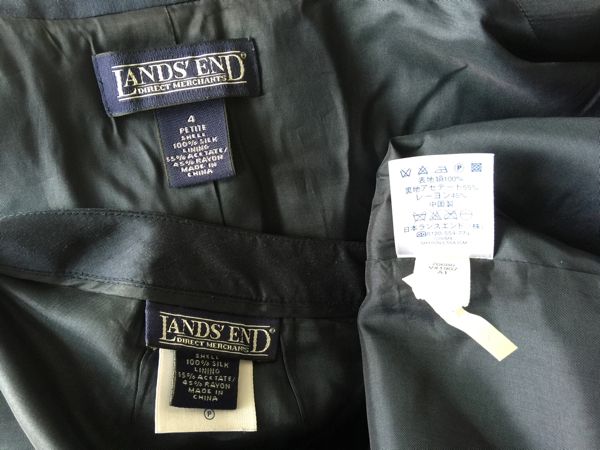 LANDS' END
DIRECT MERCHANTS
4
PETITE
SHELL
100% SILK
LINING
55% ACETATE/
45% RAYON
MADE IN
CHINA
表地 絹100%
裏地 アセテート55%
レーヨン45%
中国製
日本ランズエンド(株)
LANDS' END
DIRECT MERCHANTS
SHELL
100% SILK
LINING
55% ACETATE/
45% RAYON
MADE IN
CHINA
P